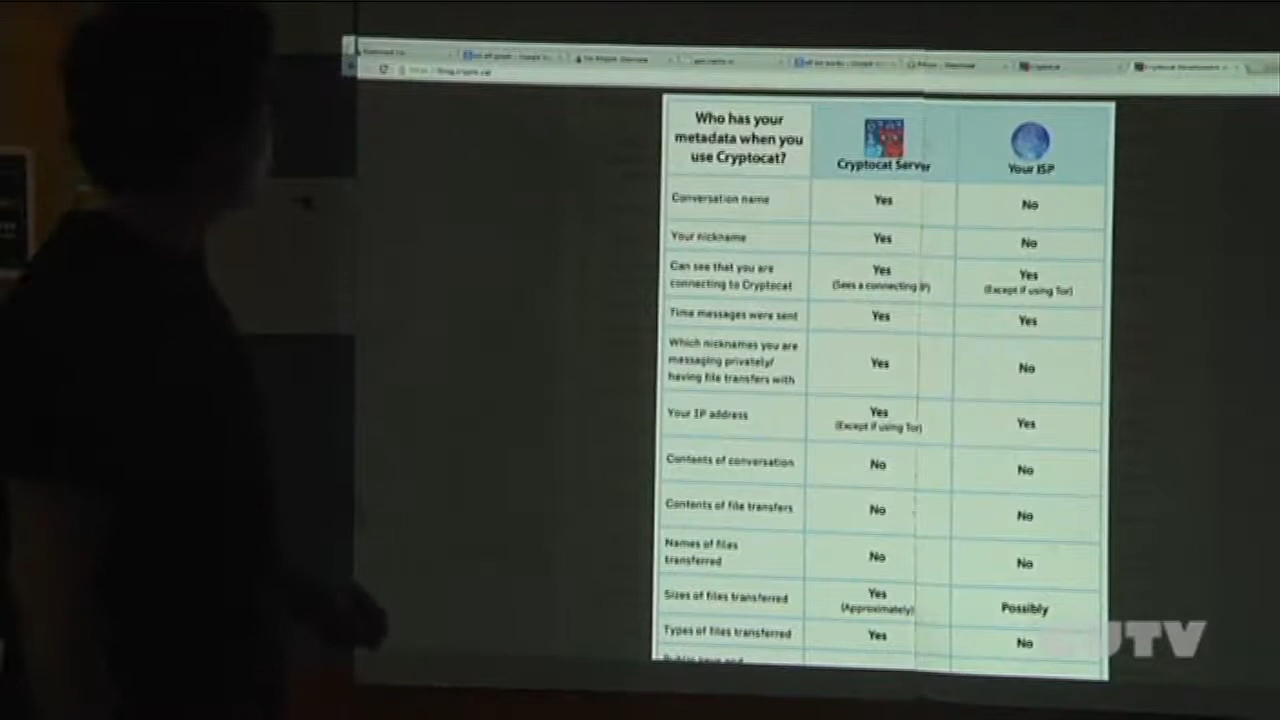 Who has your
metadata when you
use Cryptocat?
Cryptocat Server
Your ISP
Conversation name
Yes
No
Your nickname
Yes
No
Can see that you are
connecting to Cryptocat
Yes
(Sees a connecting IP)
Yes
(Except if using Tor)
Time messages were sent
Yes
Yes
Which nicknames you are
messaging privately/
having file transfers with
Yes
No
Your IP address
Yes
(Except if using Tor)
Yes
Contents of conversation
No
No
Contents of file transfers
No
No
Names of files
transferred
No
No
Sizes of files transferred
Yes
(Approximately)
Possibly
Types of files transferred
Yes
No
UTV